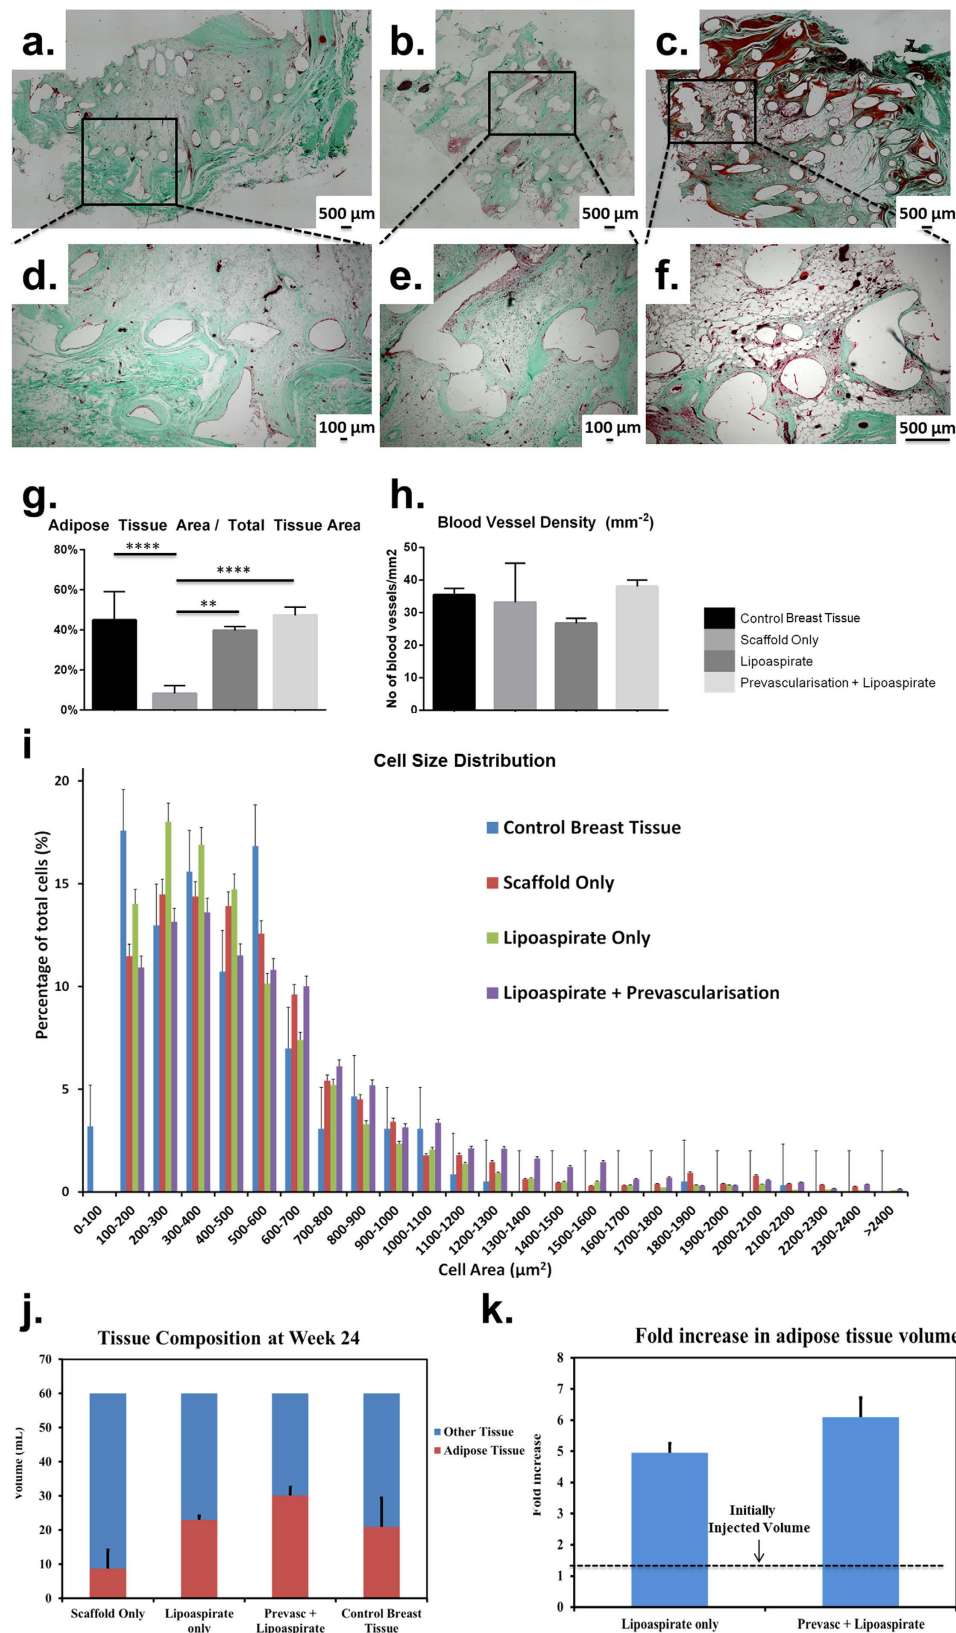 a.
b.
c.
500 µm
500 µm
500 µm
d.
e.
f.
100 µm
100 µm
500 µm
g.
Adipose Tissue Area / Total Tissue Area
80%
60%
40%
20%
0%
****
****
**
h.
Blood Vessel Density (mm-2)
No of blood vessels/mm2
50
40
30
20
10
0
Control Breast Tissue
Scaffold Only
Lipoaspirate
Prevascularisation + Lipoaspirate
i
Cell Size Distribution
Percentage of total cells (%)
20
15
10
5
0
Control Breast Tissue
Scaffold Only
Lipoaspirate Only
Lipoaspirate + Prevascularisation
0-100
100-200
200-300
300-400
400-500
500-600
600-700
700-800
800-900
900-1000
1000-1100
1100-1200
1200-1300
1300-1400
1400-1500
1500-1600
1600-1700
1700-1800
1800-1900
1900-2000
2000-2100
2100-2200
2200-2300
2300-2400
>2400
Cell Area (µm2)
j.
Tissue Composition at Week 24
volume (mL)
70
60
50
40
30
20
10
0
Scaffold Only
Lipoaspirate only
Prevasc + Lipoaspirate
Control Breast Tissue
Other Tissue
Adipose Tissue
k.
Fold increase in adipose tissue volume
Fold increase
8
7
6
5
4
3
2
1
0
Initially
Injected Volume
Lipoaspirate only
Prevasc + Lipoaspirate